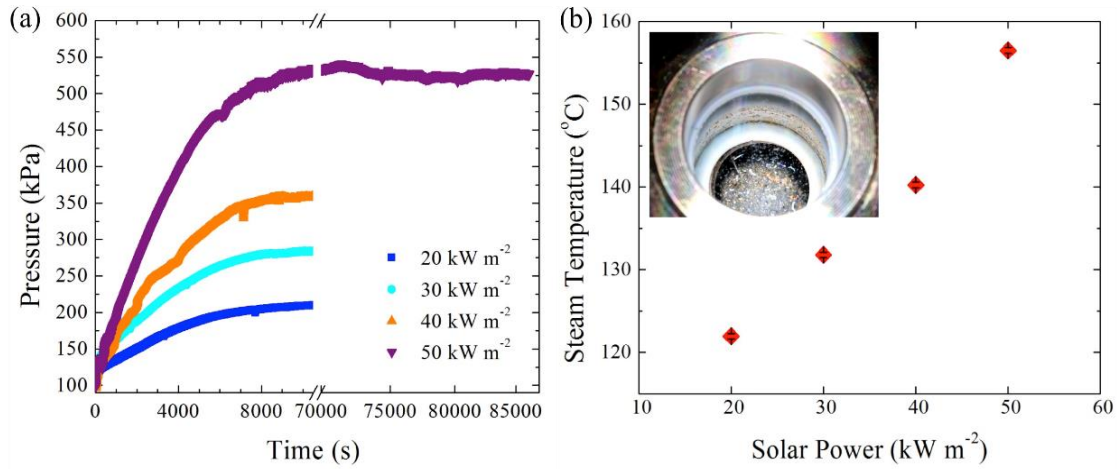 (a)
600
550
500
450
400
350
300
250
200
150
100
Pressure (kPa)
20 kW m-2
30 kW m-2
40 kW m-2
50 kW m-2
0 4000 8000 70000 75000 80000 85000
Time (s)
(b)
160
150
140
130
120
Steam Temperature (°C)
10 20 30 40 50 60
Solar Power (kW m-2)